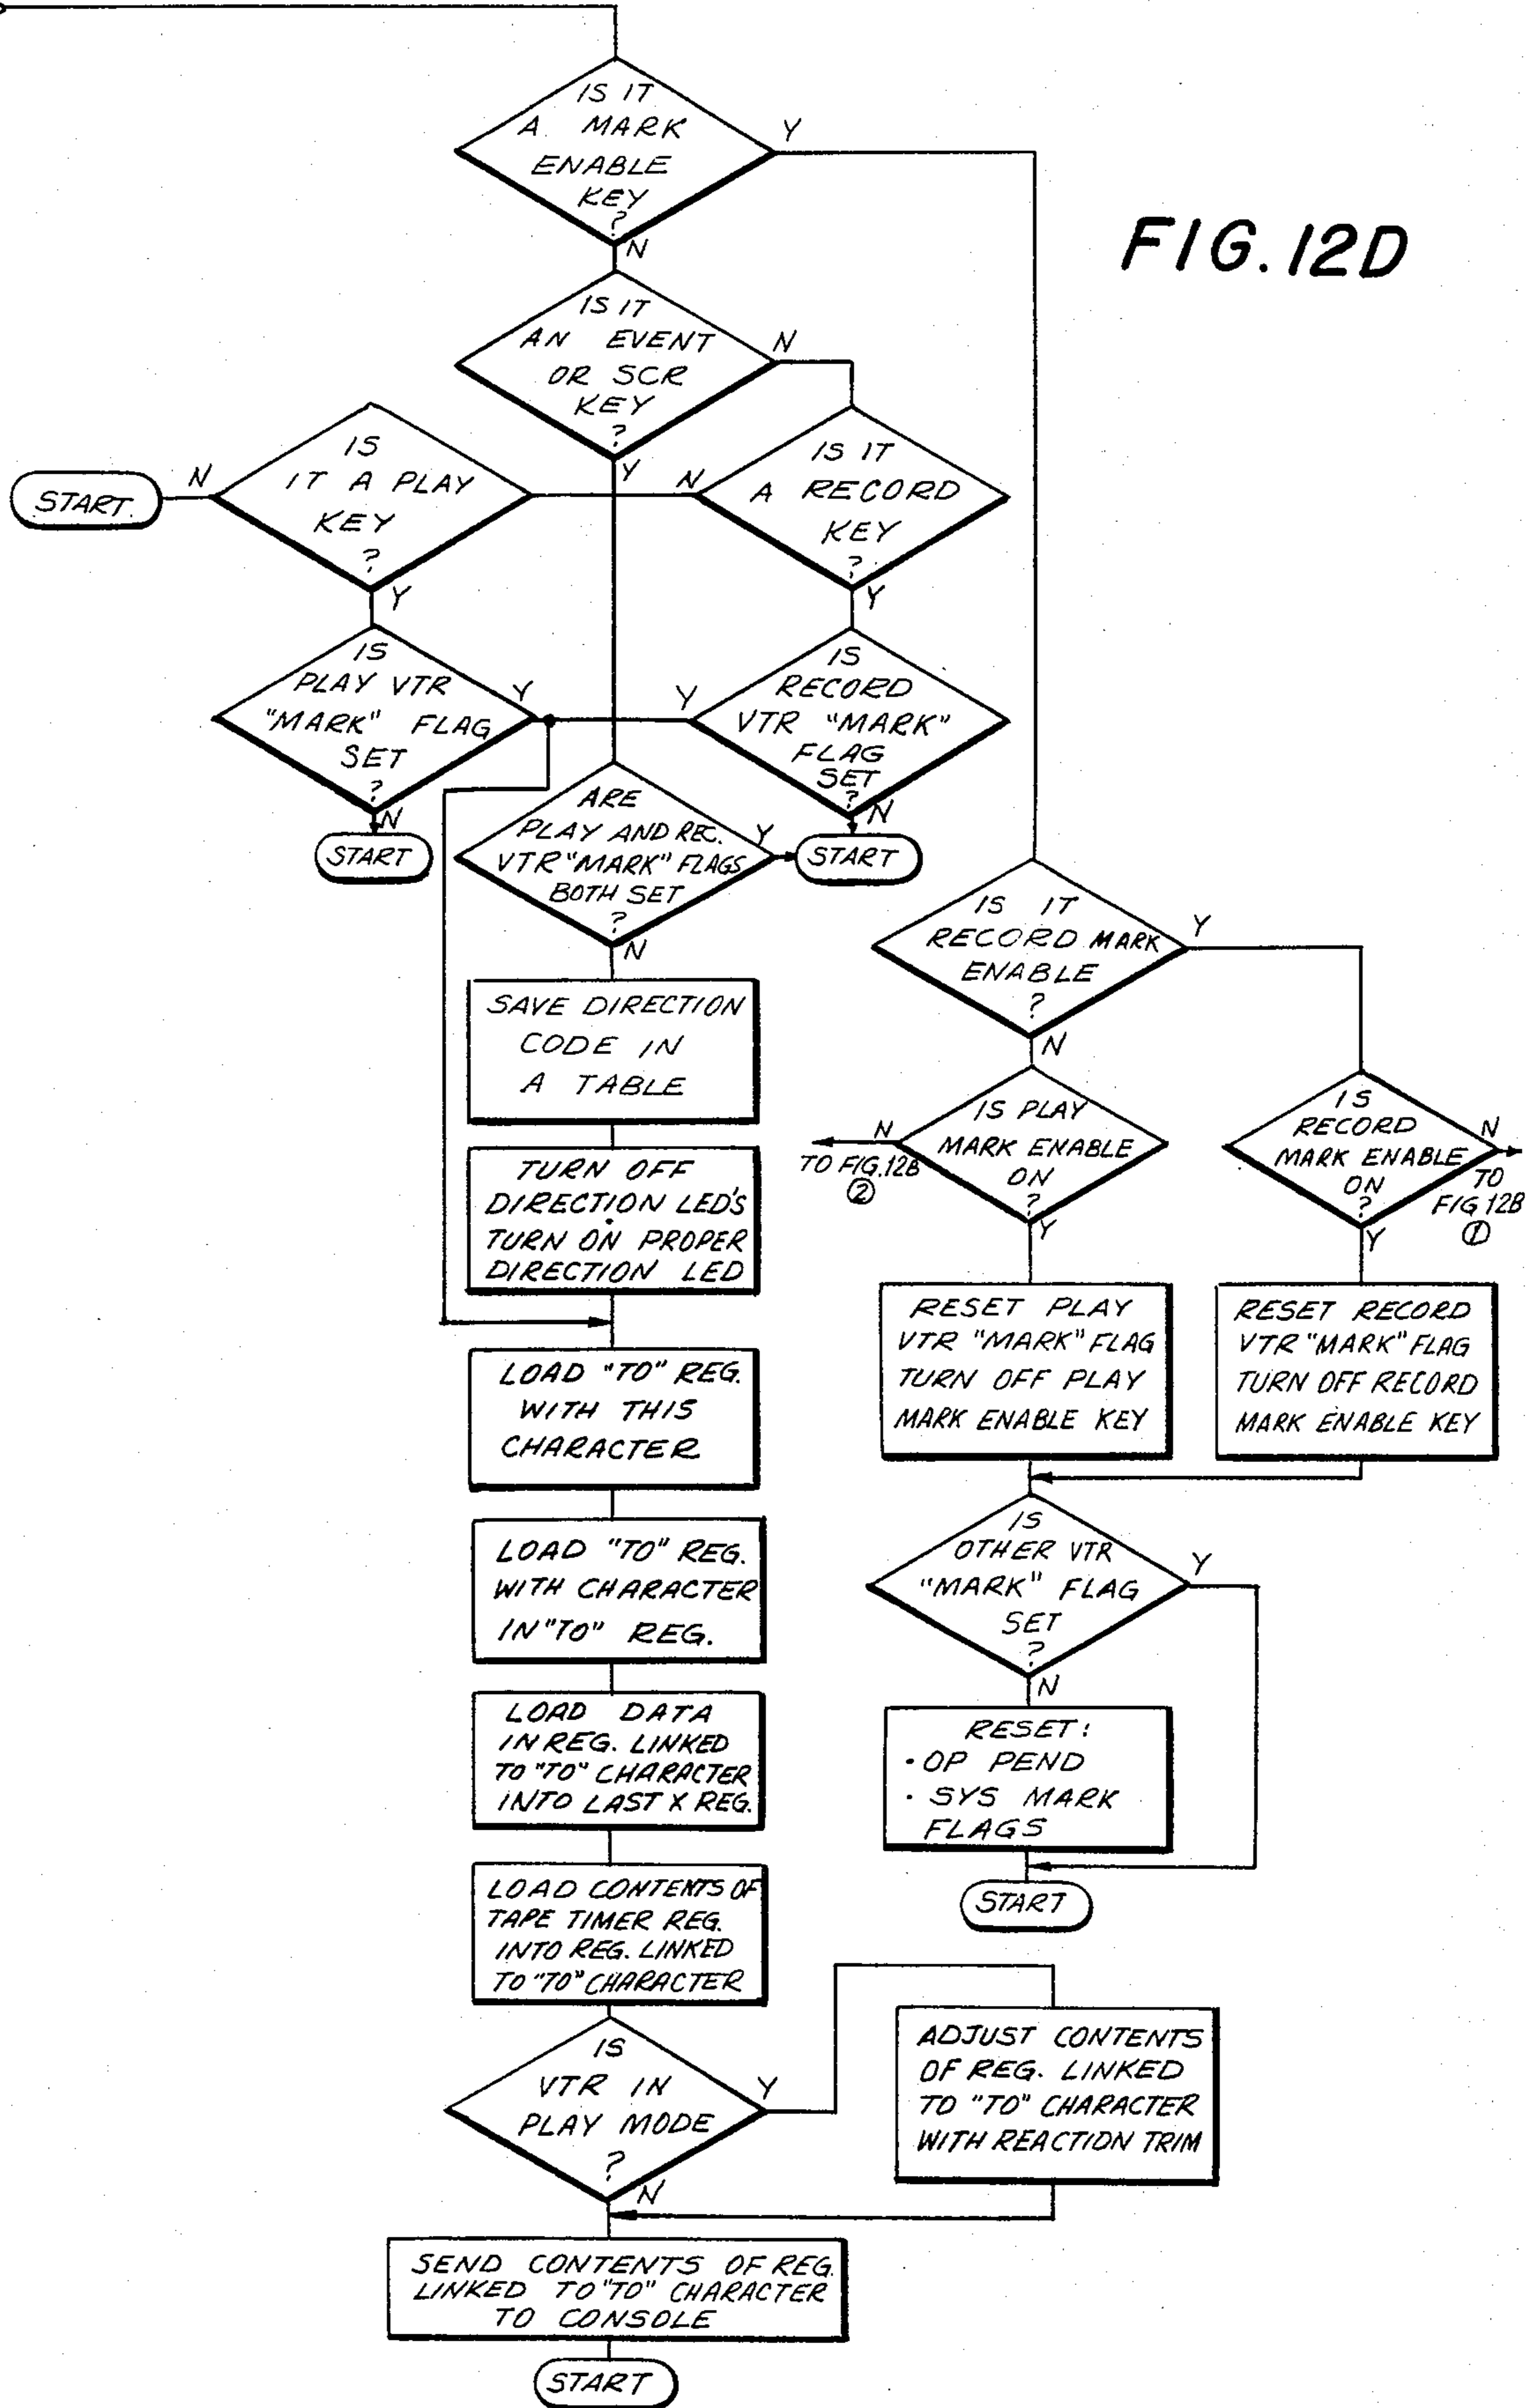 IS IT
A MARK
ENABLE
KEY
?
Y
N
FIG. 12D
IS IT
AN EVENT
OR SCR
KEY
?
N
Y
IS
IT A PLAY
KEY
?
N
Y
START
IS IT
A RECORD
KEY
?
N
Y
IS
PLAY VTR
"MARK" FLAG
SET
?
Y
N
START
IS
RECORD
VTR "MARK"
FLAG
SET
?
Y
N
START
ARE
PLAY AND REC.
VTR "MARK" FLAGS
BOTH SET
?
Y
N
SAVE DIRECTION
CODE IN
A TABLE
TURN OFF
DIRECTION LED'S
TURN ON PROPER
DIRECTION LED
LOAD "TO" REG.
WITH THIS
CHARACTER
LOAD "TO" REG.
WITH CHARACTER
IN "TO" REG.
LOAD DATA
IN REG. LINKED
TO "TO" CHARACTER
INTO LAST X REG.
LOAD CONTENTS OF
TAPE TIMER REG.
INTO REG. LINKED
TO "TO" CHARACTER
IS
VTR IN
PLAY MODE
?
Y
N
ADJUST CONTENTS
OF REG. LINKED
TO "TO" CHARACTER
WITH REACTION TRIM
SEND CONTENTS OF REG.
LINKED TO "TO" CHARACTER
TO CONSOLE
START
IS IT
RECORD MARK
ENABLE
?
Y
N
IS PLAY
MARK ENABLE
ON
?
N
TO FIG. 12B
②
Y
IS
RECORD
MARK ENABLE
ON
?
N
TO
FIG 12B
①
Y
RESET PLAY
VTR "MARK" FLAG
TURN OFF PLAY
MARK ENABLE KEY
RESET RECORD
VTR "MARK" FLAG
TURN OFF RECORD
MARK ENABLE KEY
IS
OTHER VTR
"MARK" FLAG
SET
?
Y
N
RESET:
• OP PEND
• SYS MARK
FLAGS
START